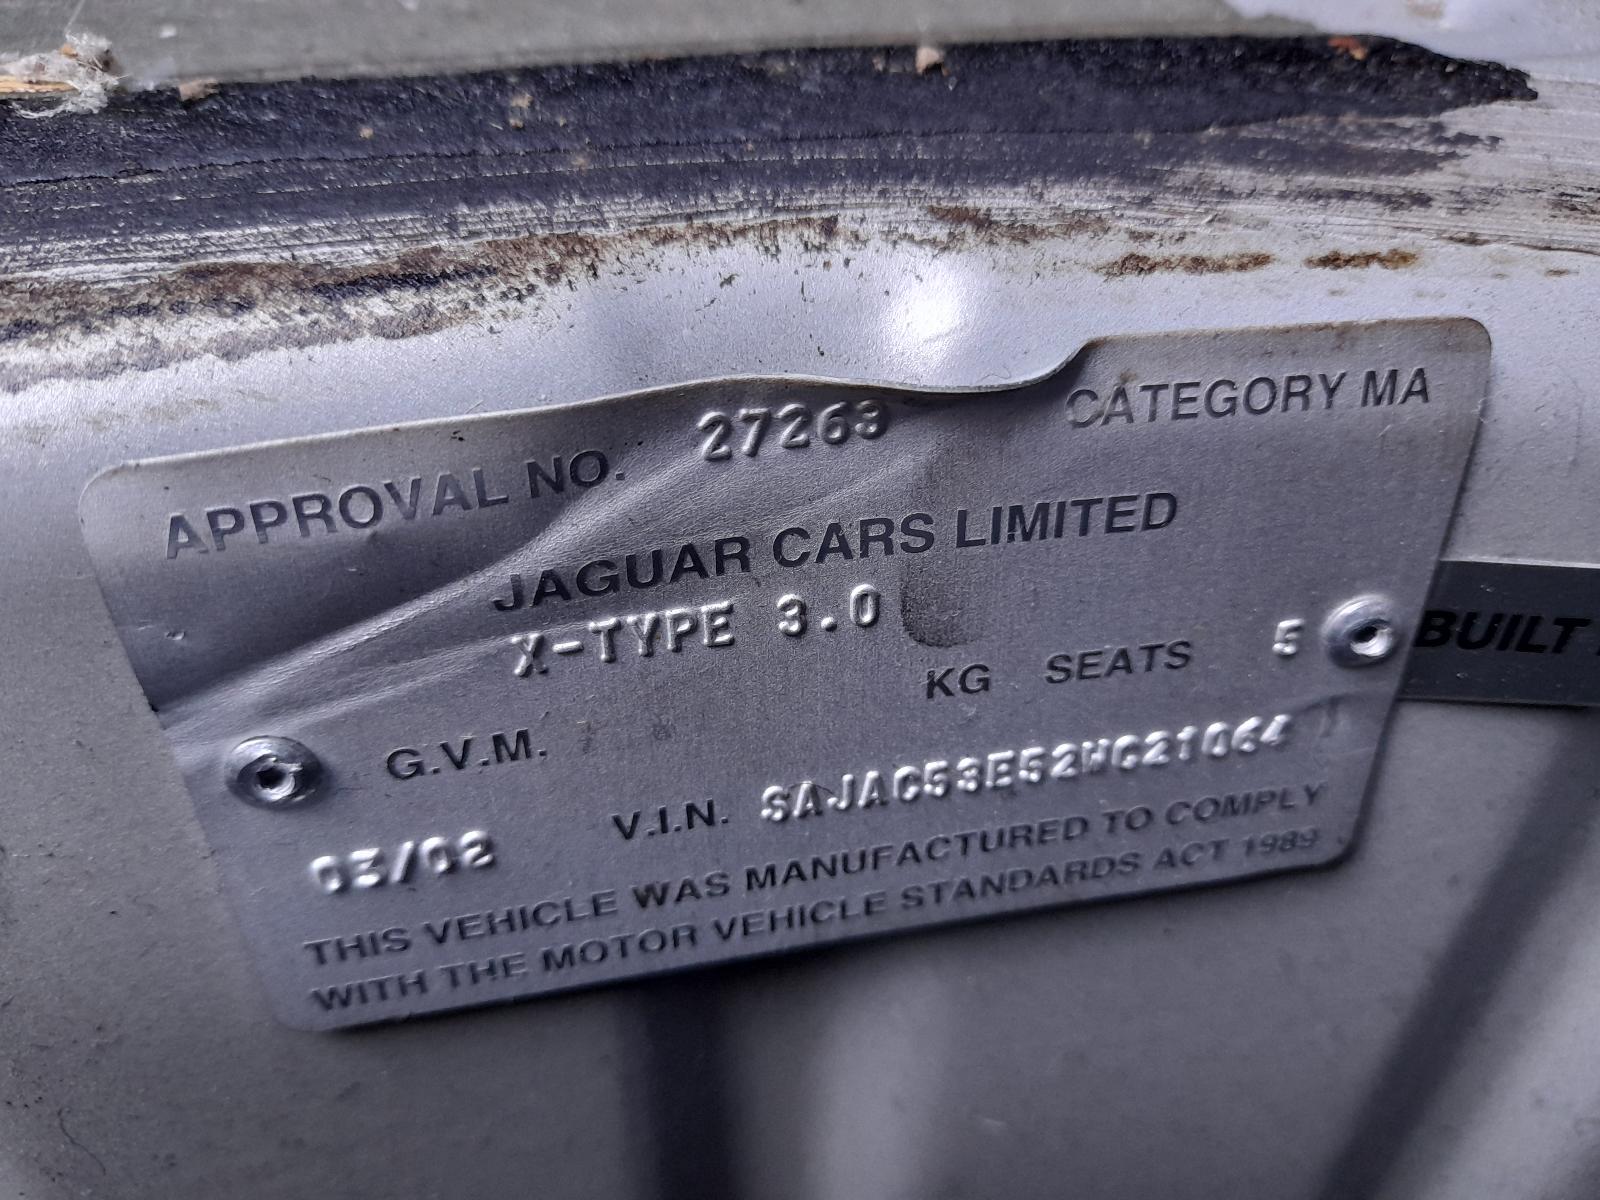 APPROVAL NO. 27263 CATEGORY MA
JAGUAR CARS LIMITED
X-TYPE 3.0
G.V.M. KG SEATS 5
03/02 V.I.N. SAJAC53E52WC21064
THIS VEHICLE WAS MANUFACTURED TO COMPLY
WITH THE MOTOR VEHICLE STANDARDS ACT 1989
BUILT